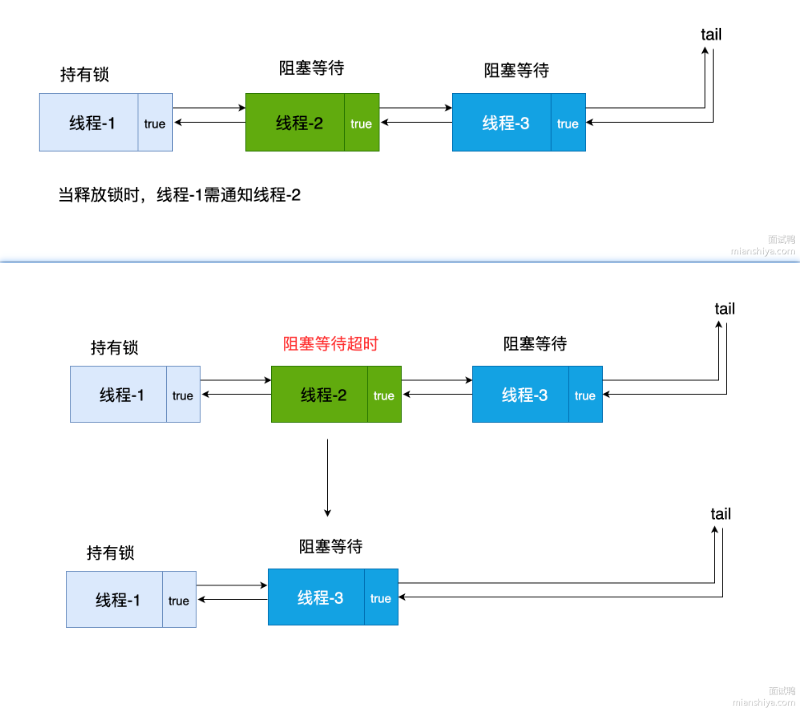 tail
持有锁
阻塞等待
阻塞等待
线程-1
true
线程-2
true
线程-3
true
当释放锁时，线程-1需通知线程-2
面试鸭
mianshiya.com
tail
持有锁
阻塞等待超时
阻塞等待
线程-1
true
线程-2
true
线程-3
true
tail
持有锁
阻塞等待
线程-1
true
线程-3
true
面试鸭
mianshiya.com